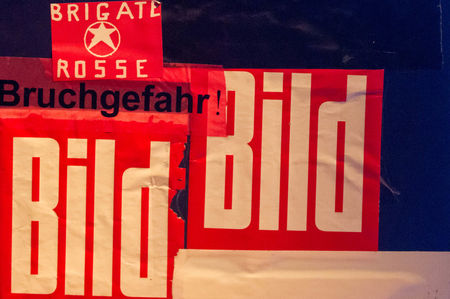 BRIGATE
ROSSE
Bruchgefahr!
Bild
Bild